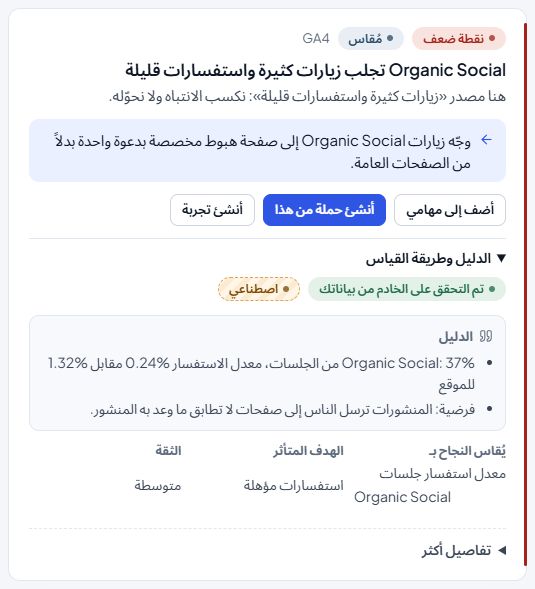 نقطة ضعف مُقاس GA4
Organic Social تجلب زيارات كثيرة واستفسارات قليلة
هنا مصدر «زيارات كثيرة واستفسارات قليلة»: نكسب الانتباه ولا نحوّله.
← وجّه زيارات Organic Social إلى صفحة هبوط مخصصة بدعوة واحدة بدلاً
من الصفحات العامة.
أضف إلى مهامي أنشئ حملة من هذا أنشئ تجربة
الدليل وطريقة القياس
تم التحقق على الخادم من بياناتك اصطناعي
الدليل
Organic Social: 37% من الجلسات، معدل الاستفسار 0.24% مقابل 1.32%
للموقع
فرضية: المنشورات ترسل الناس إلى صفحات لا تطابق ما وعد به المنشور.
يُقاس النجاح بـ الهدف المتأثر الثقة
معدل استفسار جلسات
Organic Social
استفسارات مؤهلة متوسطة
تفاصيل أكثر